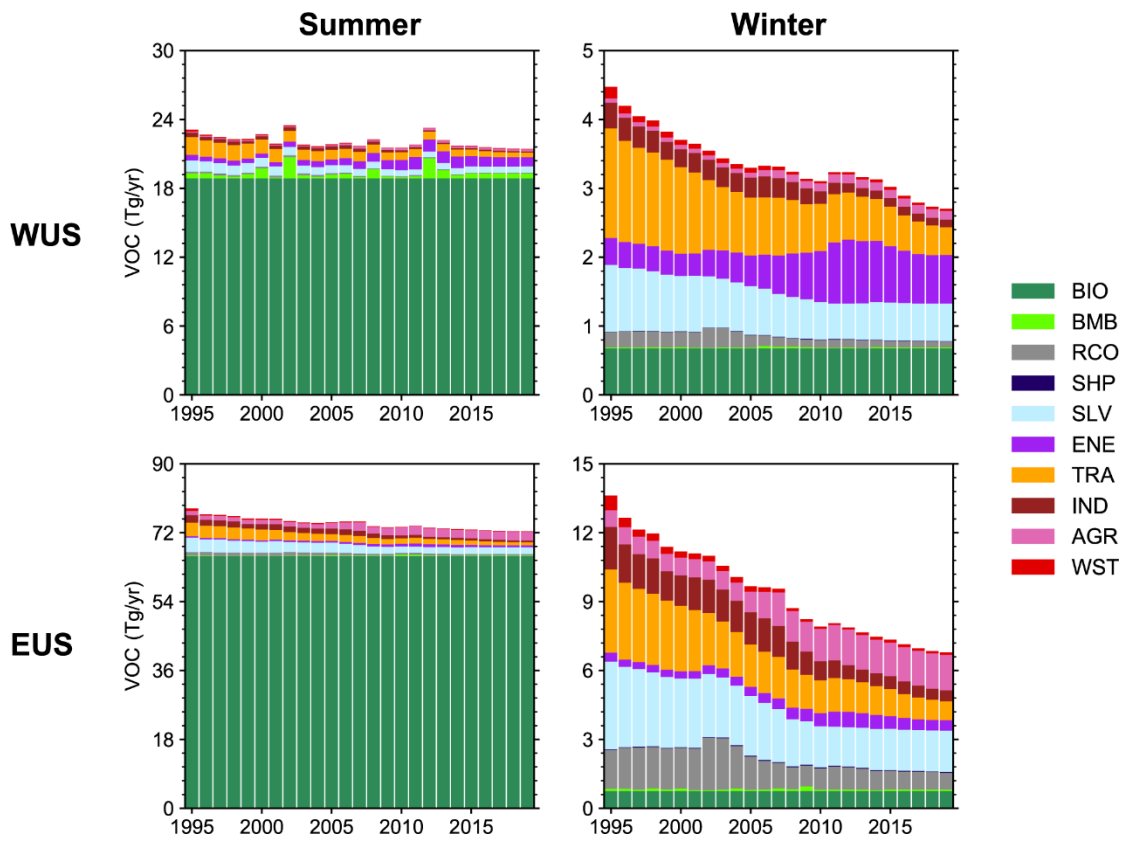 Summer
Winter
WUS
VOC (Tg/yr)
30
24
18
12
6
0
1995
2000
2005
2010
2015
5
4
3
2
1
0
1995
2000
2005
2010
2015
EUS
VOC (Tg/yr)
90
72
54
36
18
0
1995
2000
2005
2010
2015
15
12
9
6
3
0
1995
2000
2005
2010
2015
BIO
BMB
RCO
SHP
SLV
ENE
TRA
IND
AGR
WST